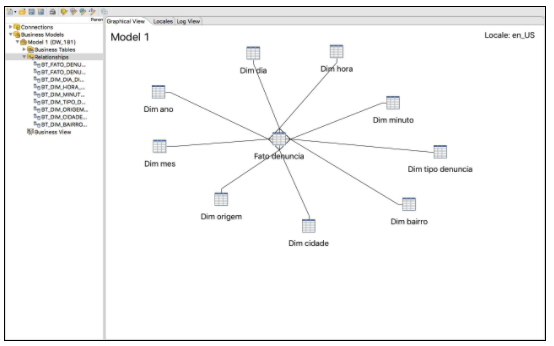 Graphical View Locales Log View
Connections
Business Models
Model 1 (DW_181)
Business Tables
Relationships
BT_FATO_DENU...
BT_FATO_DENU...
BT_DIM_DIA_DI...
BT_DIM_HORA_...
BT_DIM_MINUT...
BT_DIM_TIPO_D...
BT_DIM_ORIGEM...
BT_DIM_CIDADE...
BT_DIM_BAIRRO...
Business View
Model 1
Locale: en_US
Dim dia
Dim hora
Dim ano
Dim minuto
Dim mes
Fato denuncia
Dim tipo denuncia
Dim origem
Dim bairro
Dim cidade